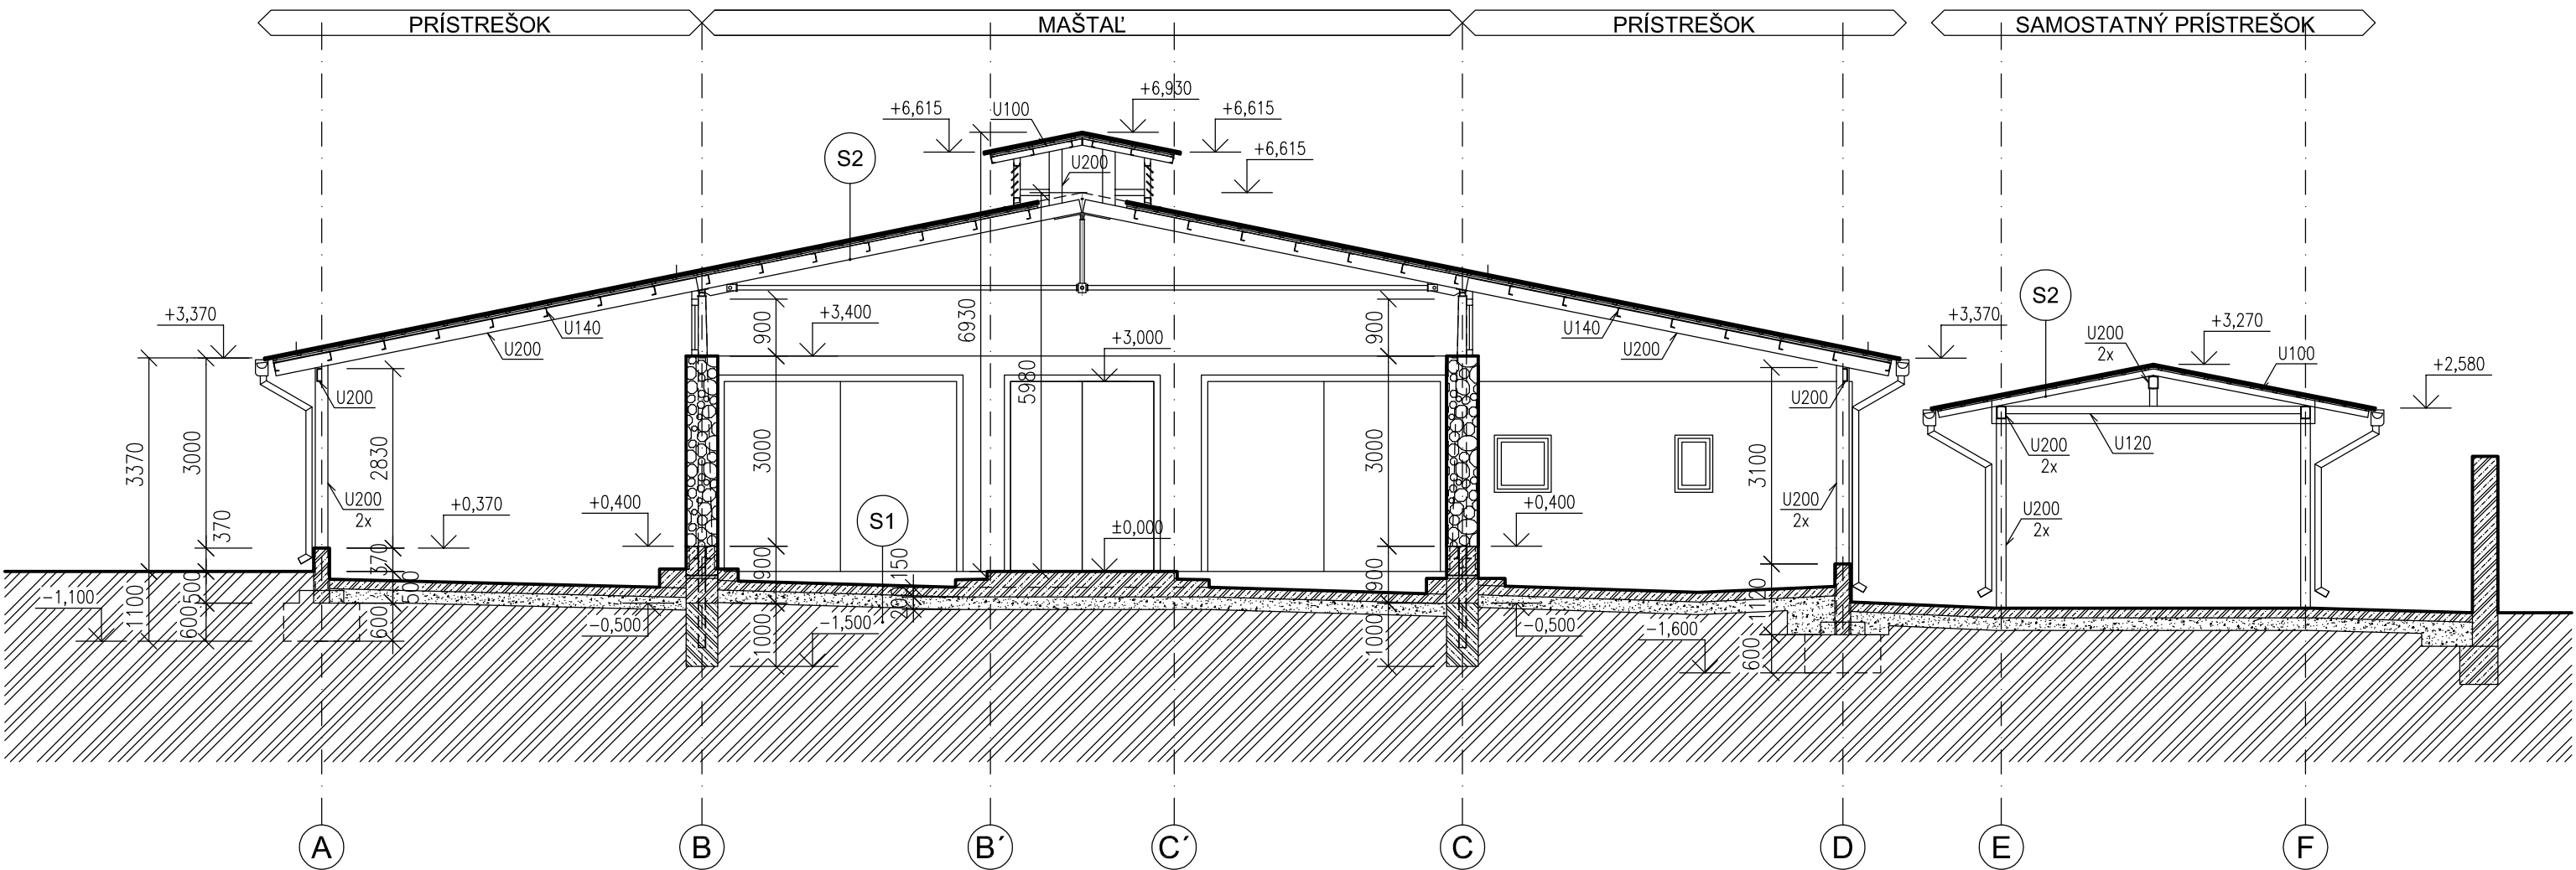 PRÍSTREŠOK
MAŠTAĽ
PRÍSTREŠOK
SAMOSTATNÝ PRÍSTREŠOK
+6,930
+6,615
U100
+6,615
S2
U200
+6,615
S2
+3,370
U140
U200
900
+3,400
6930
+3,000
5980
900
U140
U200
+3,370
U200
2x
+3,270
U100
+2,580
U200
U200
3370
3000
2830
3000
3000
3100
U200
2x
U120
U200
2x
+0,370
+0,400
S1
±0,000
+0,400
U200
2x
U200
2x
370
370
500
500
900
150
900
1120
-1,100
1100
600
600
-0,500
1000
-1,500
1000
-0,500
-1,600
600
A
B
B´
C´
C
D
E
F